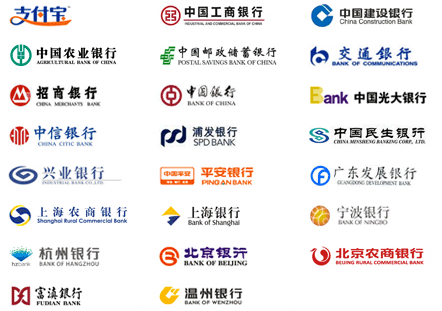 支付宝
中国工商银行
INDUSTRIAL AND COMMERCIAL BANK OF CHINA
中国建设银行
China Construction Bank
中国农业银行
AGRICULTURAL BANK OF CHINA
中国邮政储蓄银行
POSTAL SAVINGS BANK OF CHINA
交通银行
BANK OF COMMUNICATIONS
招商银行
CHINA MERCHANTS BANK
中国银行
BANK OF CHINA
Bank 中国光大银行
中信银行
CHINA CITIC BANK
浦发银行
SPD BANK
中国民生银行
CHINA MINSHENG BANKING CORP., LTD.
兴业银行
INDUSTRIAL BANK CO.,LTD.
中国平安
平安银行
PING AN BANK
广东发展银行
GUANGDONG DEVELOPMENT BANK
上海农商银行
Shanghai Rural Commercial Bank
上海银行
Bank of Shanghai
宁波银行
BANK OF NINGBO
hzbank
杭州银行
BANK OF HANGZHOU
北京银行
BANK OF BEIJING
北京农商银行
BEIJING RURAL COMMERCIAL BANK
富滇银行
FUDIAN BANK
温州银行
BANK OF WENZHOU